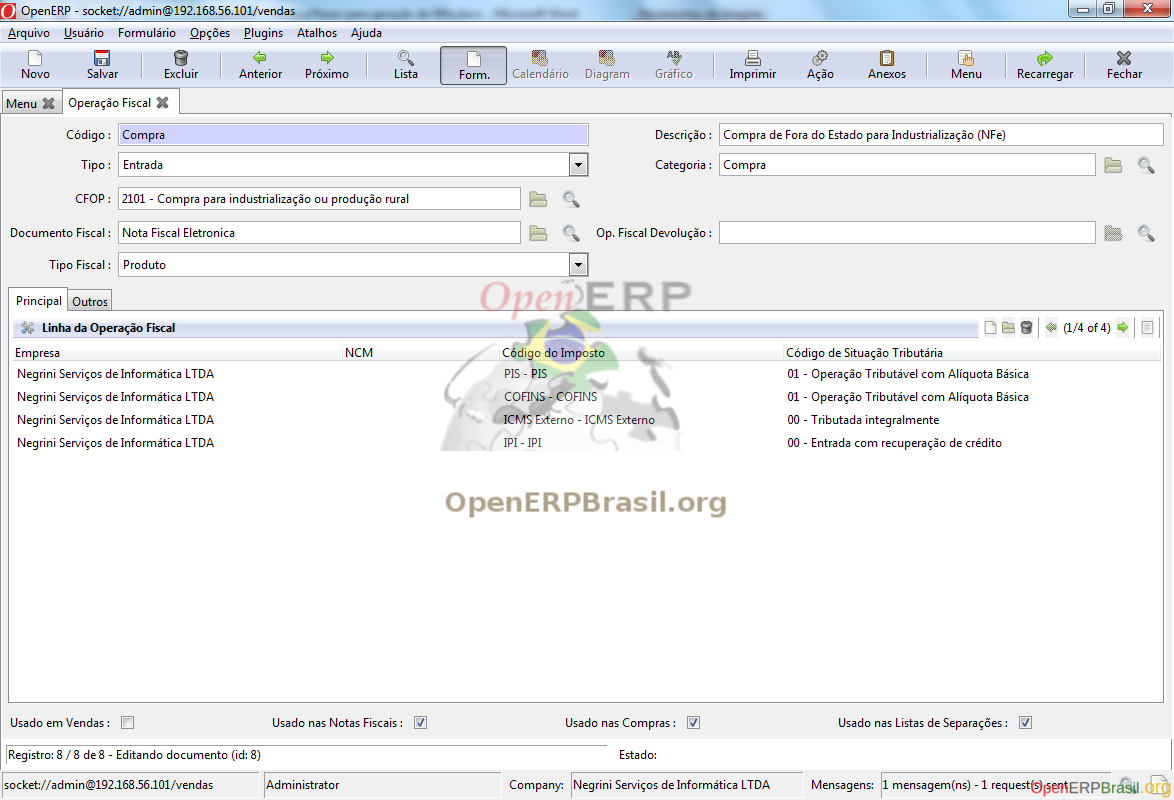 OpenERP - socket://admin@192.168.56.101/vendas
Arquivo Usuário Formulário Opções Plugins Atalhos Ajuda
Novo Salvar Excluir Anterior Próximo Lista Form. Calendário Diagram Gráfico Imprimir Ação Anexos Menu Recarregar Fechar
Menu Operação Fiscal
Código : Compra Descrição : Compra de Fora do Estado para Industrialização (NFe)
Tipo : Entrada Categoria : Compra
CFOP : 2101 - Compra para industrialização ou produção rural
Documento Fiscal : Nota Fiscal Eletronica Op. Fiscal Devolução :
Tipo Fiscal : Produto
OpenERP
Principal Outros
Linha da Operação Fiscal (1/4 of 4)
Empresa NCM Código do Imposto Código de Situação Tributária
Negrini Serviços de Informática LTDA PIS - PIS 01 - Operação Tributável com Alíquota Básica
Negrini Serviços de Informática LTDA COFINS - COFINS 01 - Operação Tributável com Alíquota Básica
Negrini Serviços de Informática LTDA ICMS Externo - ICMS Externo 00 - Tributada integralmente
Negrini Serviços de Informática LTDA IPI - IPI 00 - Entrada com recuperação de crédito
OpenERPBrasil.org
Usado em Vendas : Usado nas Notas Fiscais : Usado nas Compras : Usado nas Listas de Separações :
Registro: 8 / 8 de 8 - Editando documento (id: 8) Estado:
socket://admin@192.168.56.101/vendas Administrator Company: Negrini Serviços de Informática LTDA Mensagens: 1 mensagem(ns) - 1 request(s) sent
OpenERPBrasil.org